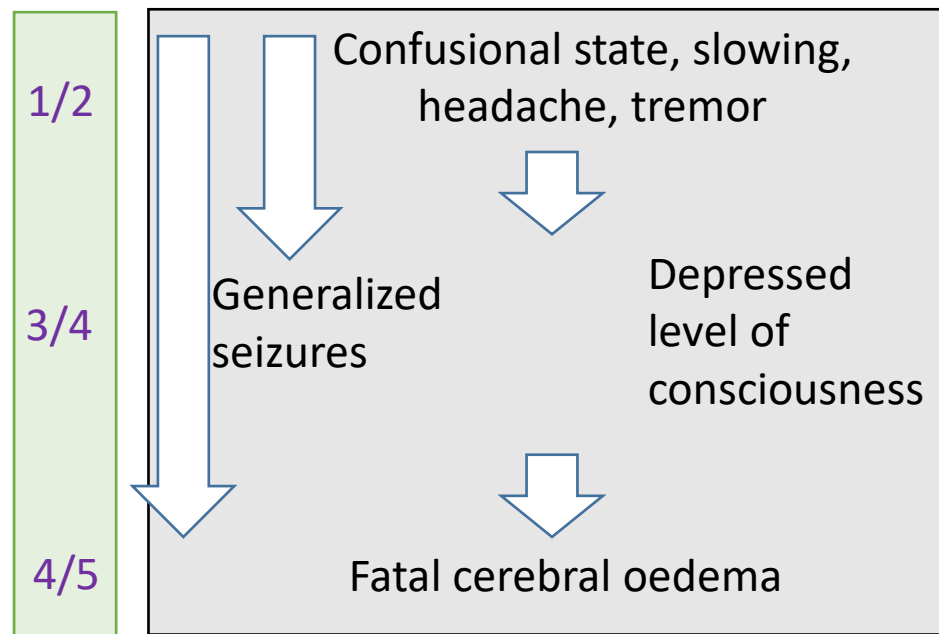 1/2
Confusional state, slowing,
headache, tremor
3/4
Generalized
seizures
Depressed
level of
consciousness
4/5
Fatal cerebral oedema